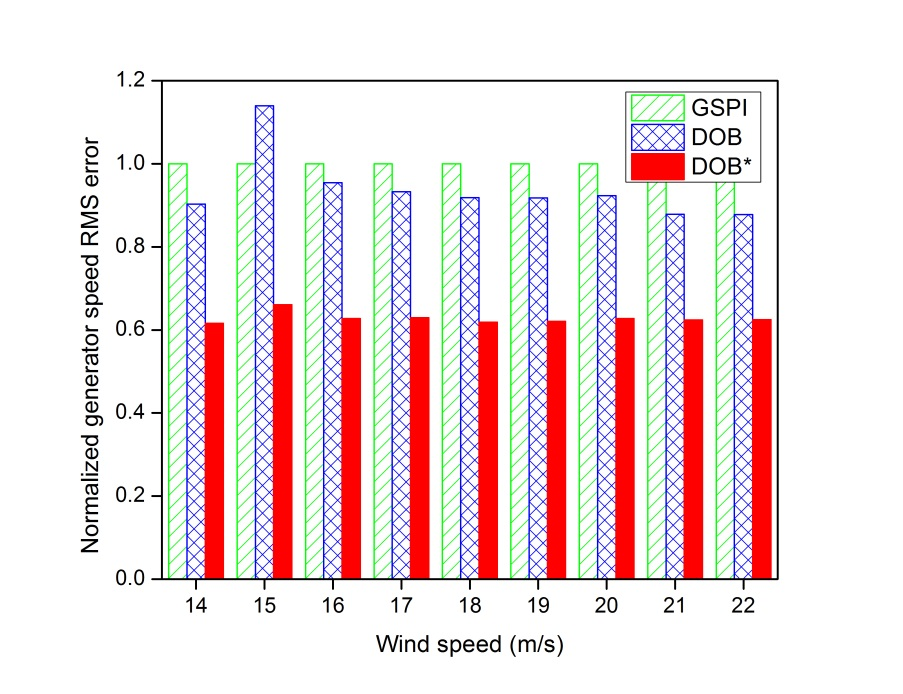 1.2
1.0
0.8
0.6
0.4
0.2
0.0
Normalized generator speed RMS error
GSPI
DOB
DOB*
14 15 16 17 18 19 20 21 22
Wind speed (m/s)